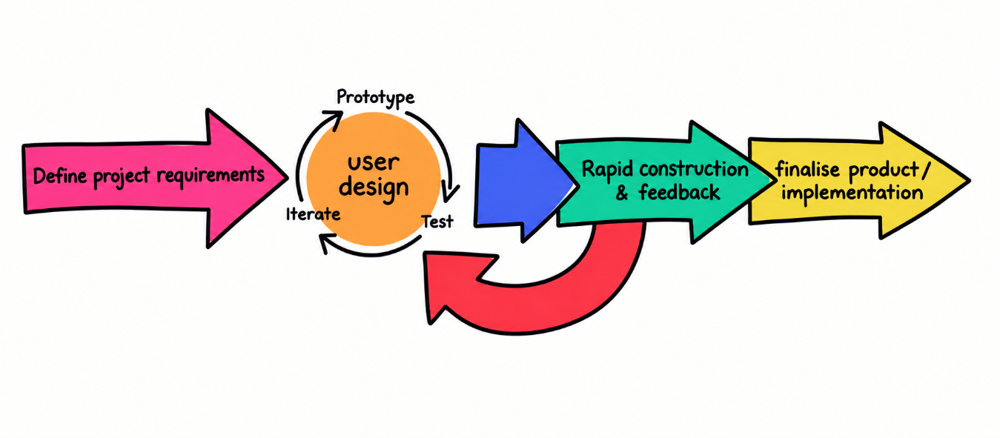 Define project requirements
Prototype
user
design
Iterate
Test
Rapid construction
& feedback
finalise product/
implementation